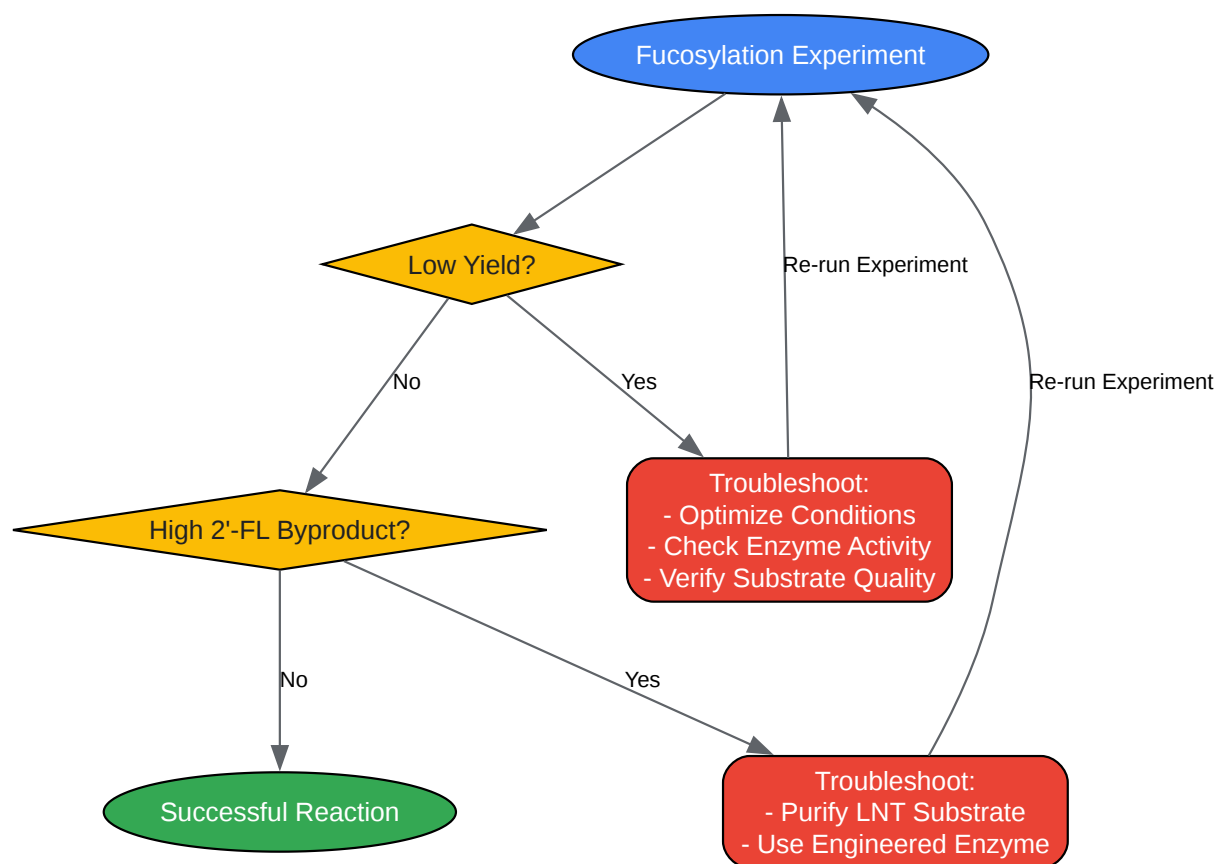 Fucosylation Experiment
Low Yield?
Re-run Experiment
Re-run Experiment
No
Yes
Troubleshoot:
- Optimize Conditions
- Check Enzyme Activity
- Verify Substrate Quality
High 2'-FL Byproduct?
No
Yes
Successful Reaction
Troubleshoot:
- Purify LNT Substrate
- Use Engineered Enzyme